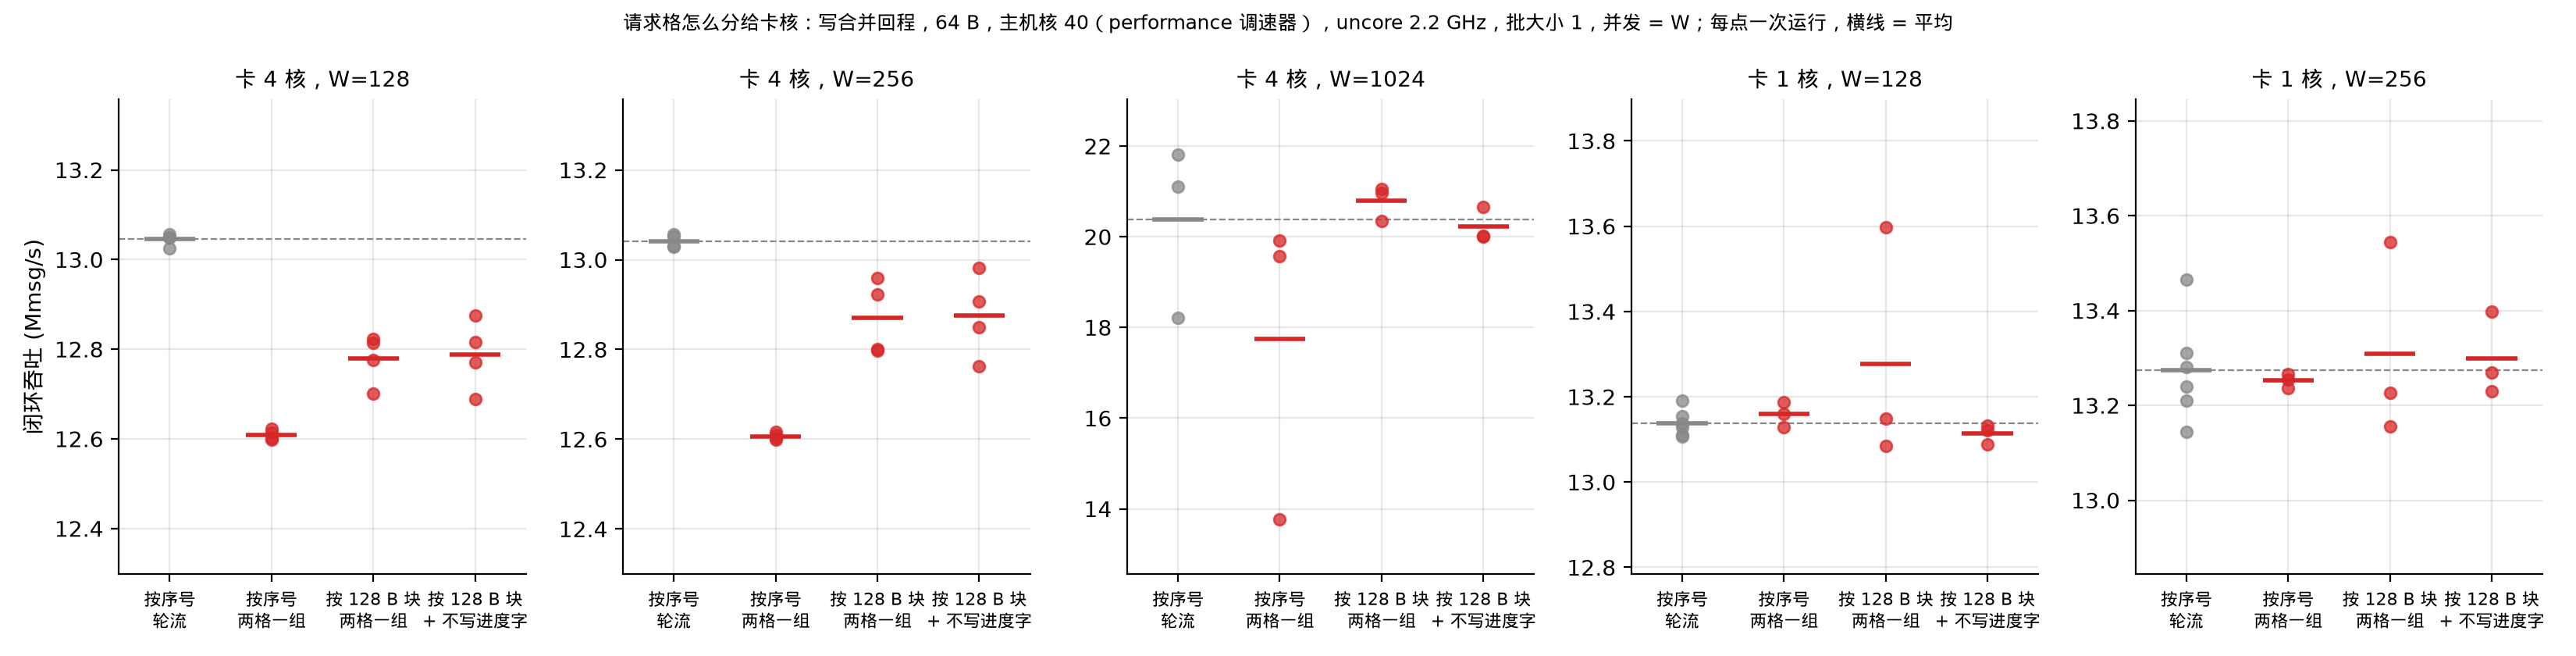 请求格怎么分给卡核：写合并回程，64 B，主机核 40（performance 调速器），uncore 2.2 GHz，批大小 1，并发 = W；每点一次运行，横线 = 平均
卡 4 核，W=128
闭环吞吐 (Mmsg/s)
13.2
13.0
12.8
12.6
12.4
按序号
轮流
按序号
两格一组
按 128 B 块
两格一组
按 128 B 块
+ 不写进度字
卡 4 核，W=256
13.2
13.0
12.8
12.6
12.4
按序号
轮流
按序号
两格一组
按 128 B 块
两格一组
按 128 B 块
+ 不写进度字
卡 4 核，W=1024
22
20
18
16
14
按序号
轮流
按序号
两格一组
按 128 B 块
两格一组
按 128 B 块
+ 不写进度字
卡 1 核，W=128
13.8
13.6
13.4
13.2
13.0
12.8
按序号
轮流
按序号
两格一组
按 128 B 块
两格一组
按 128 B 块
+ 不写进度字
卡 1 核，W=256
13.8
13.6
13.4
13.2
13.0
按序号
轮流
按序号
两格一组
按 128 B 块
两格一组
按 128 B 块
+ 不写进度字